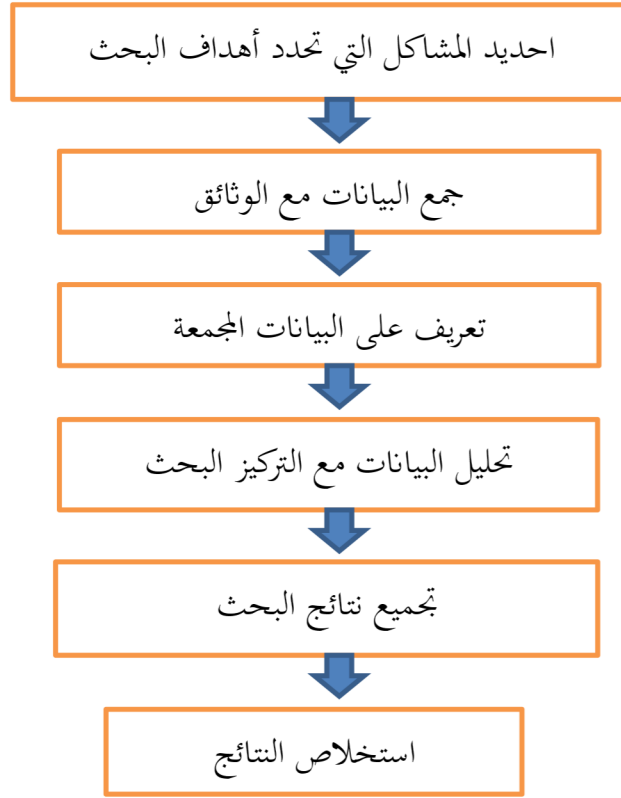 احديد المشاكل التي تحدد أهداف البحث
جمع البيانات مع الوثائق
تعريف على البيانات المجمعة
تحليل البيانات مع التركيز البحث
تجميع نتائج البحث
استخلاص النتائج